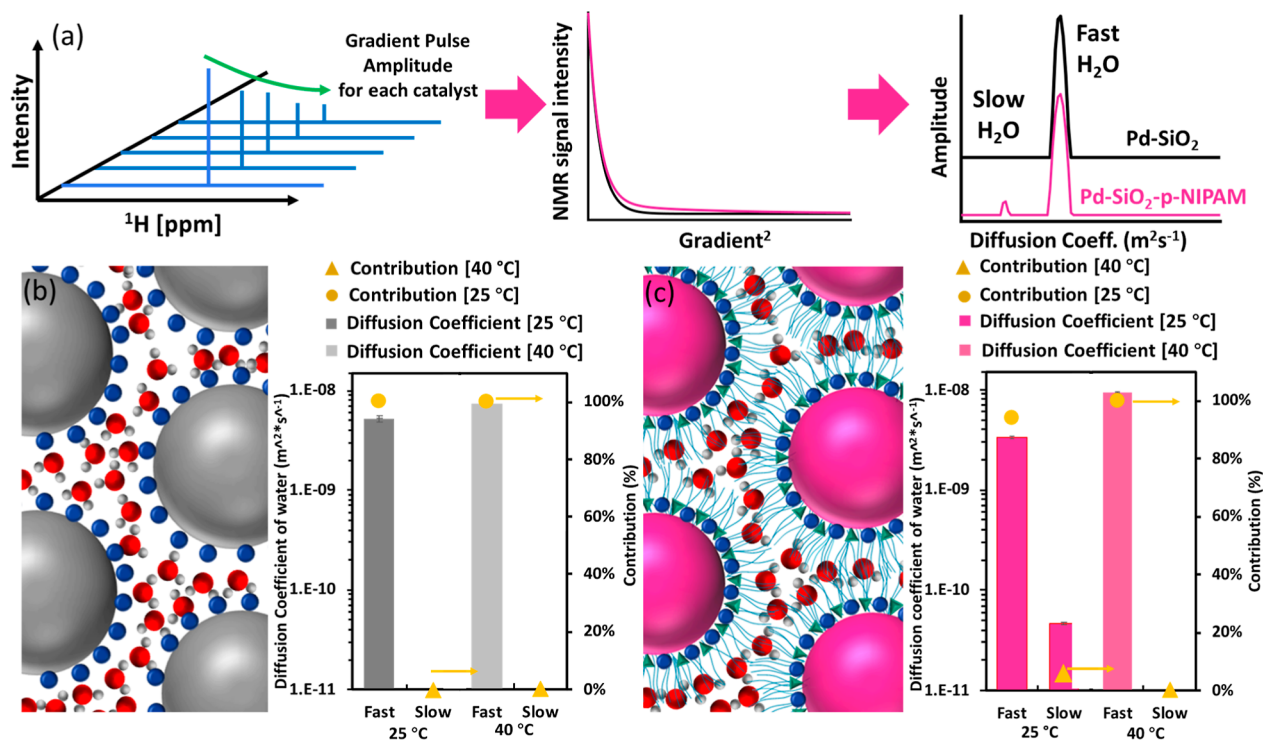 (a)
Intensity
¹H [ppm]
Gradient Pulse
Amplitude
for each catalyst
NMR signal intensity
Gradient²
Amplitude
Slow
H₂O
Fast
H₂O
Pd-SiO₂
Pd-SiO₂-p-NIPAM
Diffusion Coeff. (m²s⁻¹)
(b)
Contribution [40 °C]
Contribution [25 °C]
Diffusion Coefficient [25 °C]
Diffusion Coefficient [40 °C]
Diffusion Coefficient of water (m^2*s^-1)
1.E-08
1.E-09
1.E-10
1.E-11
100%
80%
60%
40%
20%
0%
Contribution (%)
Fast Slow Fast Slow
25 °C 40 °C
(c)
Contribution [40 °C]
Contribution [25 °C]
Diffusion Coefficient [25 °C]
Diffusion Coefficient [40 °C]
Diffusion coefficient of water (m^2*s^-1)
1.E-08
1.E-09
1.E-10
1.E-11
100%
80%
60%
40%
20%
0%
Contribution (%)
Fast Slow Fast Slow
25 °C 40 °C